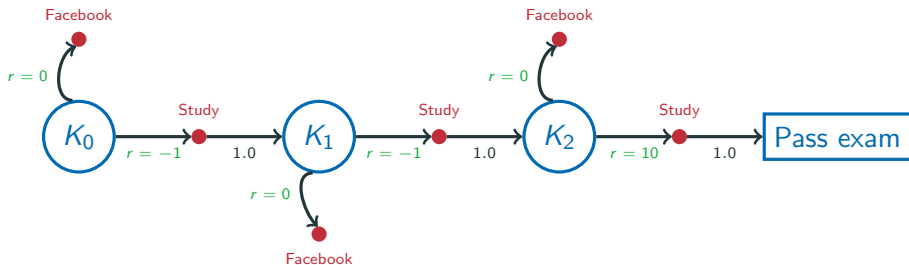 Facebook
Facebook
r = 0
r = 0
Study
Study
Study
K₀
K₁
K₂
Pass exam
r = −1
1.0
r = −1
1.0
r = 10
1.0
r = 0
Facebook